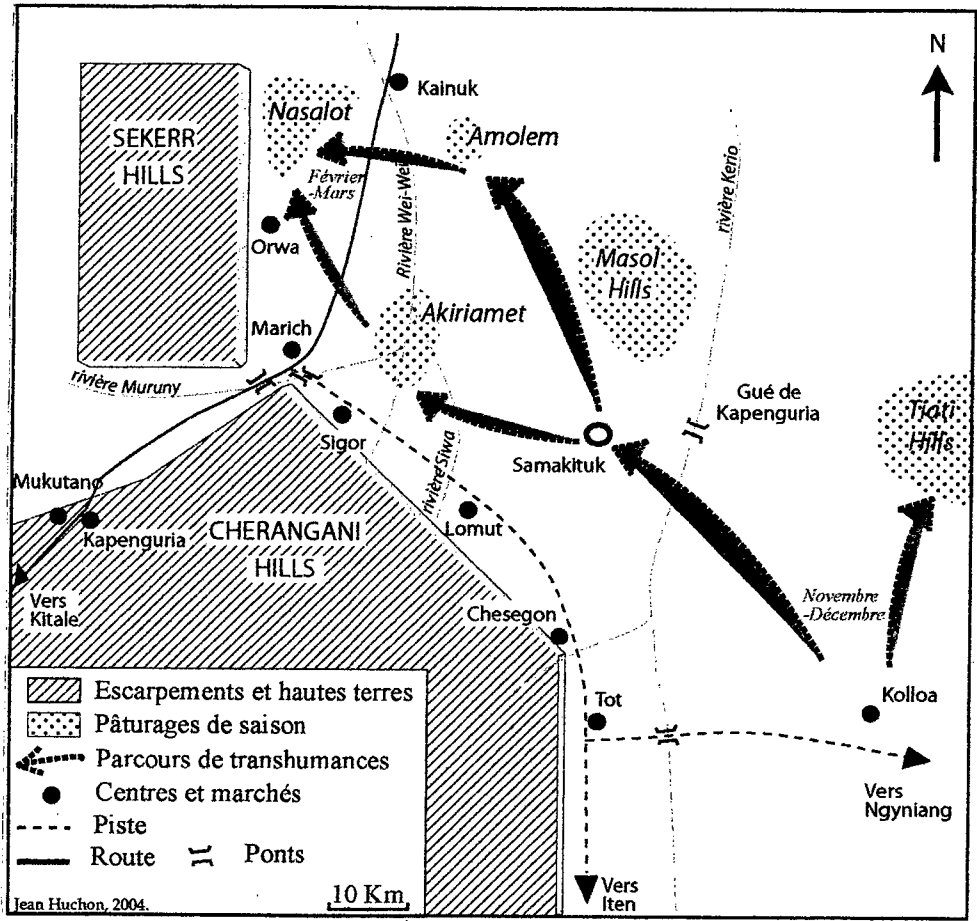 N
Kainuk
Nasalot
Amolem
SEKERR
HILLS
Février
-Mars
Rivière Wei-Wei
rivière Kerio
Orwa
Masol
Hills
Akiriamet
Marich
rivière Muruny
Gué de
Kapenguria
Tiati
Hills
Sigor
Samakituk
rivière Siwa
Mukutano
Kapenguria
Lomut
CHERANGANI
HILLS
Vers
Kitale
Novembre
-Décembre
Chesegon
Kolloa
Tot
Vers
Ngyniang
Vers
Iten
Escarpements et hautes terres
Pâturages de saison
Parcours de transhumances
Centres et marchés
Piste
Route Ponts
Jean Huchon, 2004.
10 Km